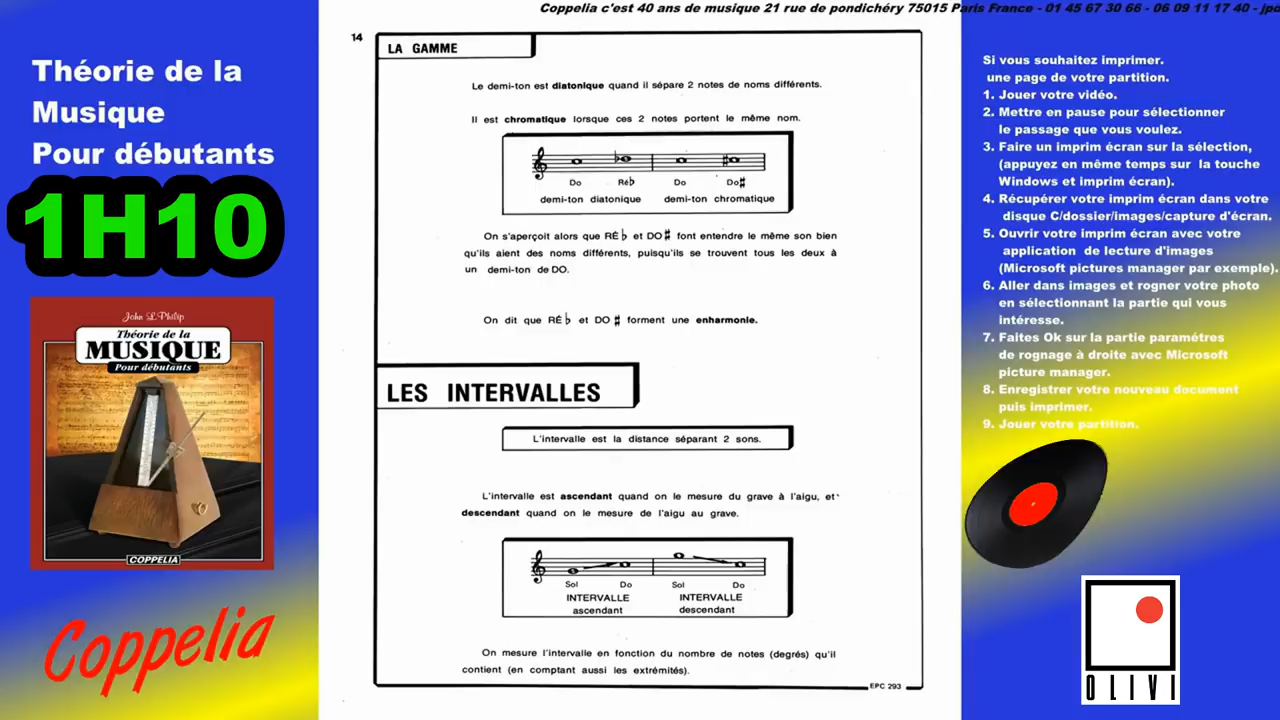 Coppelia c'est 40 ans de musique 21 rue de pondichéry 75015 Paris France - 01 45 67 30 66 - 06 09 11 17 40 - jpo
Théorie de la
Musique
Pour débutants
1H10
John L. Philip
Théorie de la
MUSIQUE
Pour débutants
COPPELIA
Coppelia
14
LA GAMME
Le demi-ton est diatonique quand il sépare 2 notes de noms différents.
Il est chromatique lorsque ces 2 notes portent le même nom.
Do Ré♭ Do Do♯
demi-ton diatonique demi-ton chromatique
On s'aperçoit alors que RÉ♭ et DO♯ font entendre le même son bien
qu'ils aient des noms différents, puisqu'ils se trouvent tous les deux à
un demi-ton de DO.
On dit que RÉ♭ et DO♯ forment une enharmonie.
LES INTERVALLES
L'intervalle est la distance séparant 2 sons.
L'intervalle est ascendant quand on le mesure du grave à l'aigu, et
descendant quand on le mesure de l'aigu au grave.
Sol Do Sol Do
INTERVALLE INTERVALLE
ascendant descendant
On mesure l'intervalle en fonction du nombre de notes (degrés) qu'il
contient (en comptant aussi les extrémités).
EPC 293
Si vous souhaitez imprimer.
une page de votre partition.
1. Jouer votre vidéo.
2. Mettre en pause pour sélectionner
le passage que vous voulez.
3. Faire un imprim écran sur la sélection,
(appuyez en même temps sur la touche
Windows et imprim écran).
4. Récupérer votre imprim écran dans votre
disque C/dossier/images/capture d'écran.
5. Ouvrir votre imprim écran avec votre
application de lecture d'images
(Microsoft pictures manager par exemple).
6. Aller dans images et rogner votre photo
en sélectionnant la partie qui vous
intéresse.
7. Faites Ok sur la partie paramétres
de rognage à droite avec Microsoft
picture manager.
8. Enregistrer votre nouveau document
puis imprimer.
9. Jouer votre partition.
OLIVI